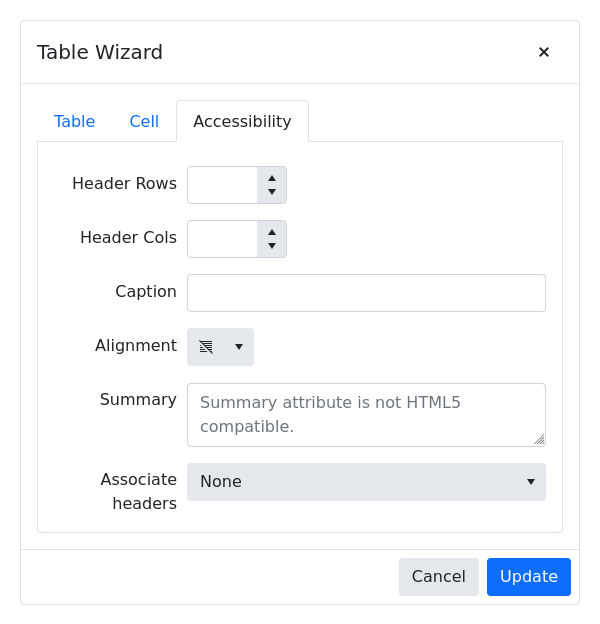 Table Wizard
Table Cell Accessibility
Header Rows
Header Cols
Caption
Alignment
Summary
Summary attribute is not HTML5
compatible.
Associate
headers
None
Cancel Update